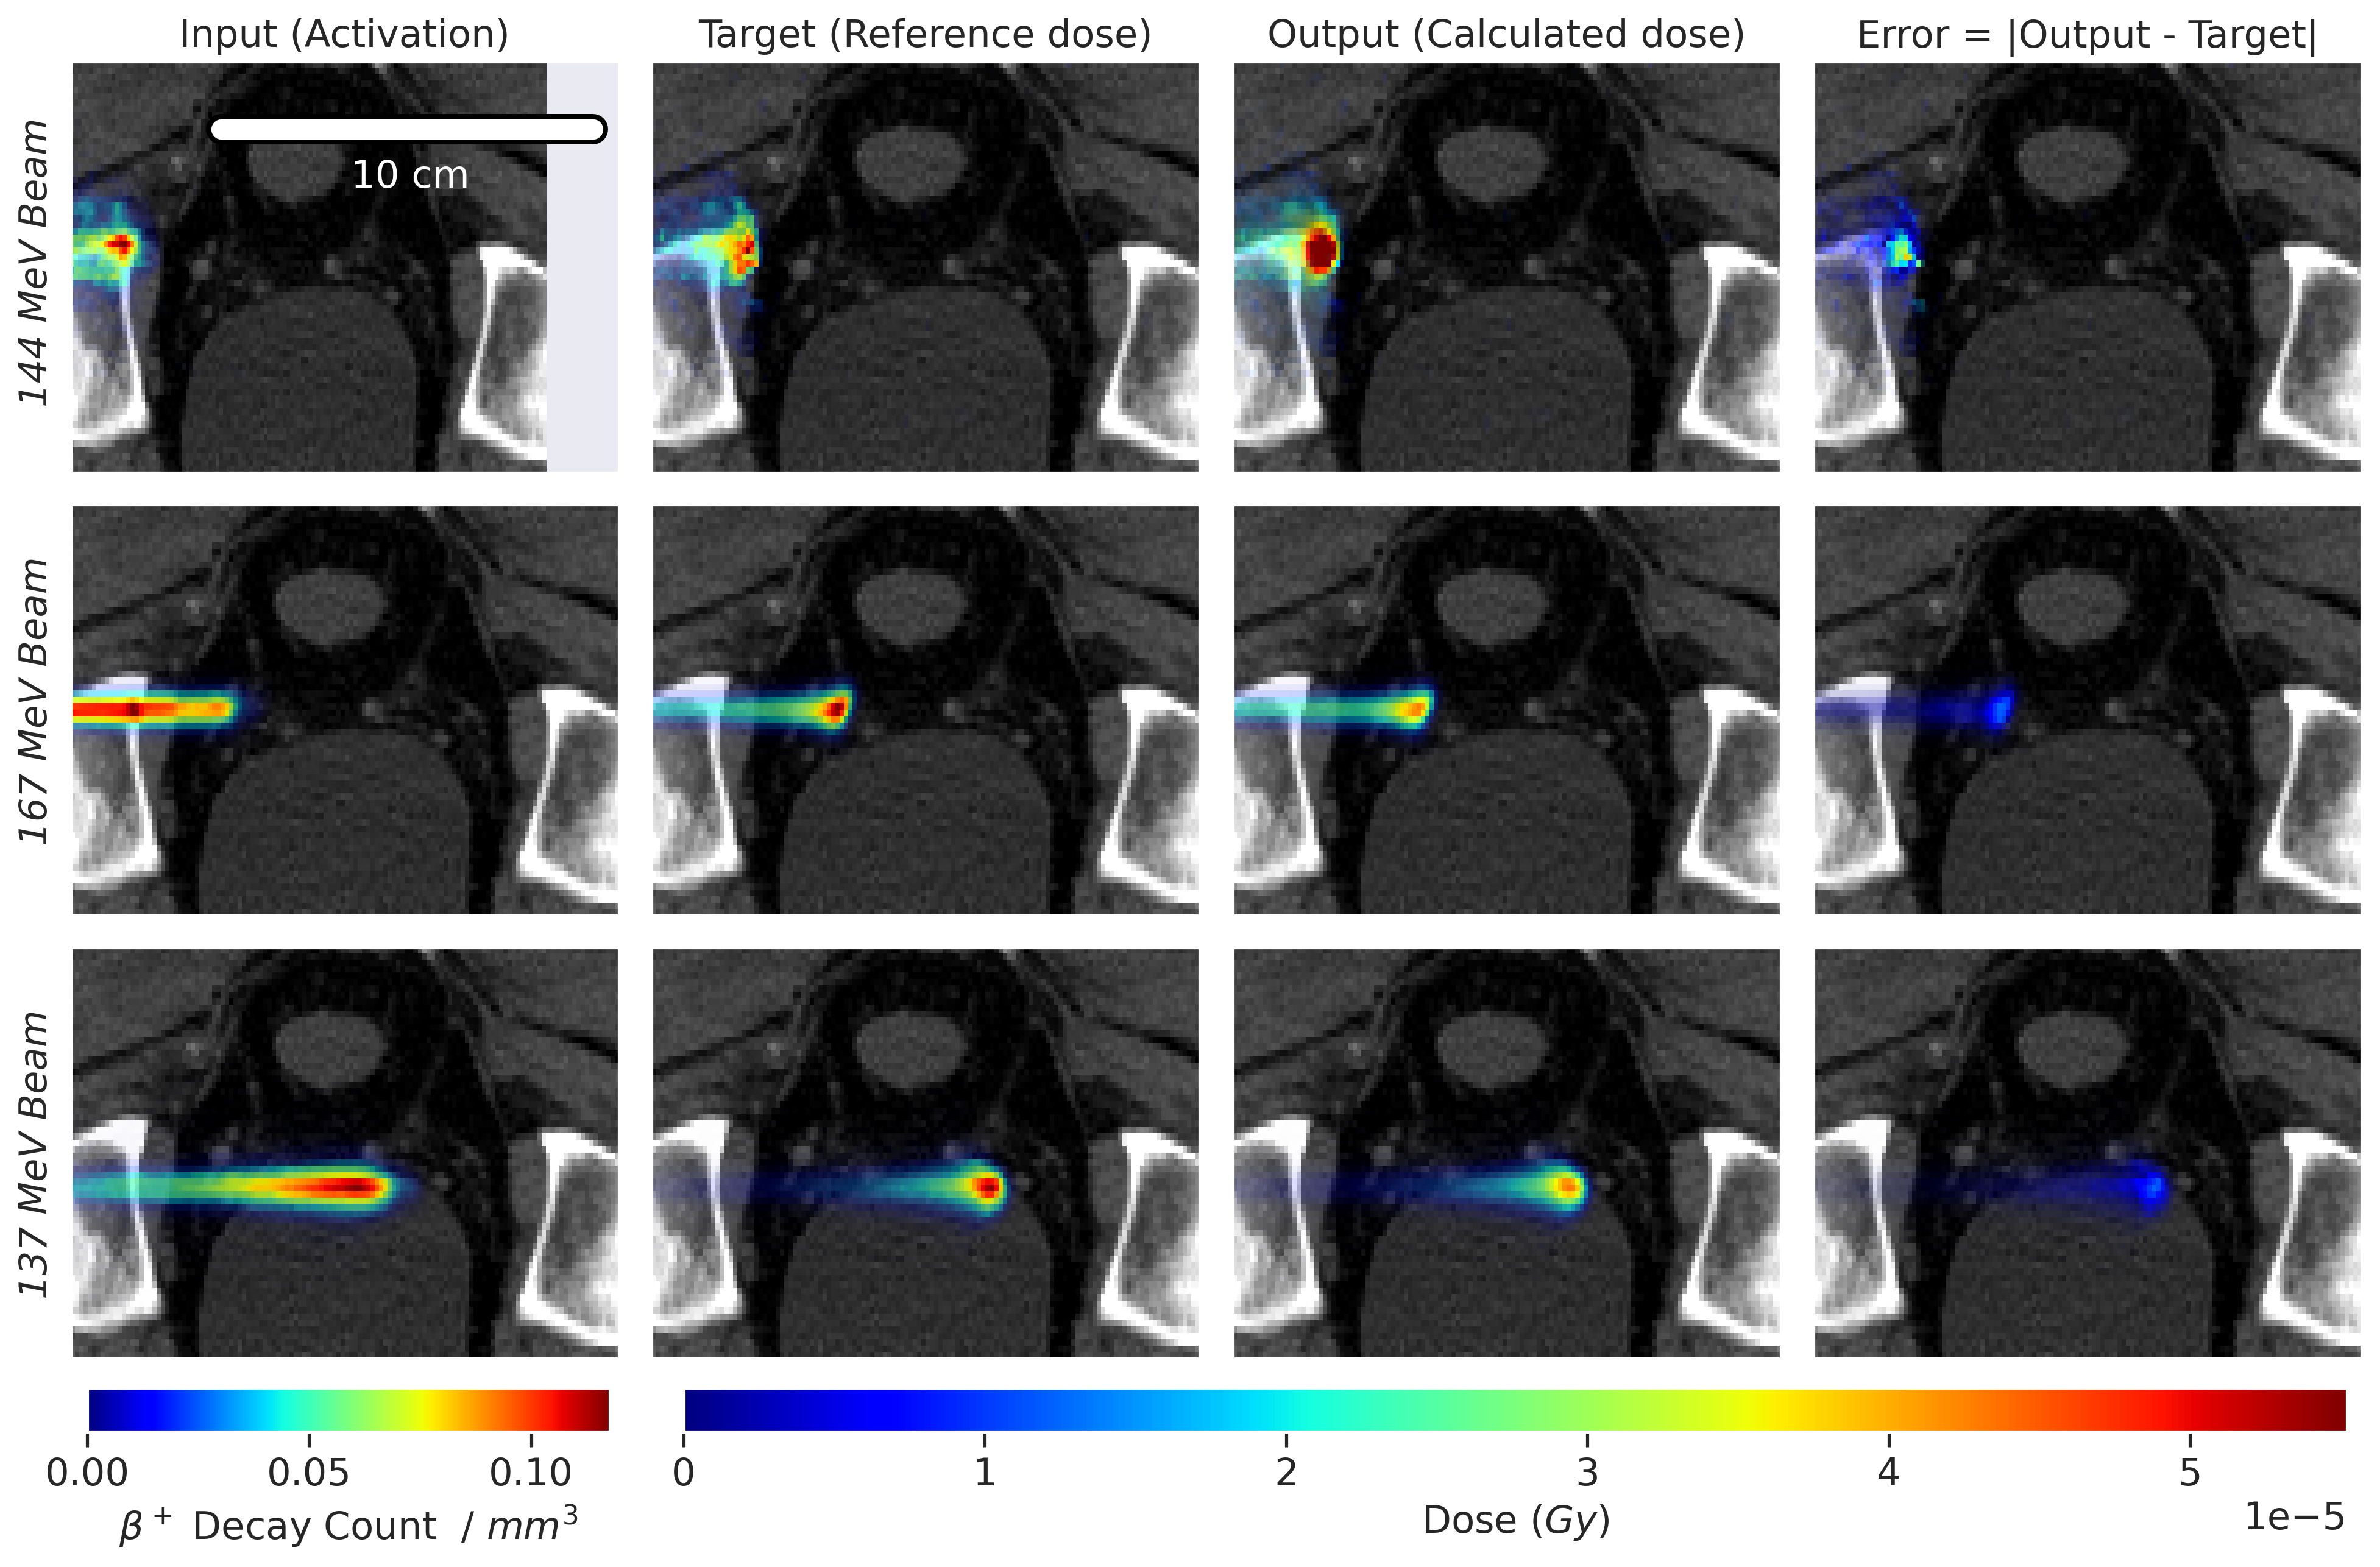 Input (Activation)
Target (Reference dose)
Output (Calculated dose)
Error = |Output - Target|
144 MeV Beam
10 cm
167 MeV Beam
137 MeV Beam
0.00
0.05
0.10
0
1
2
3
4
5
β⁺ Decay Count / mm³
Dose (Gy)
1e−5